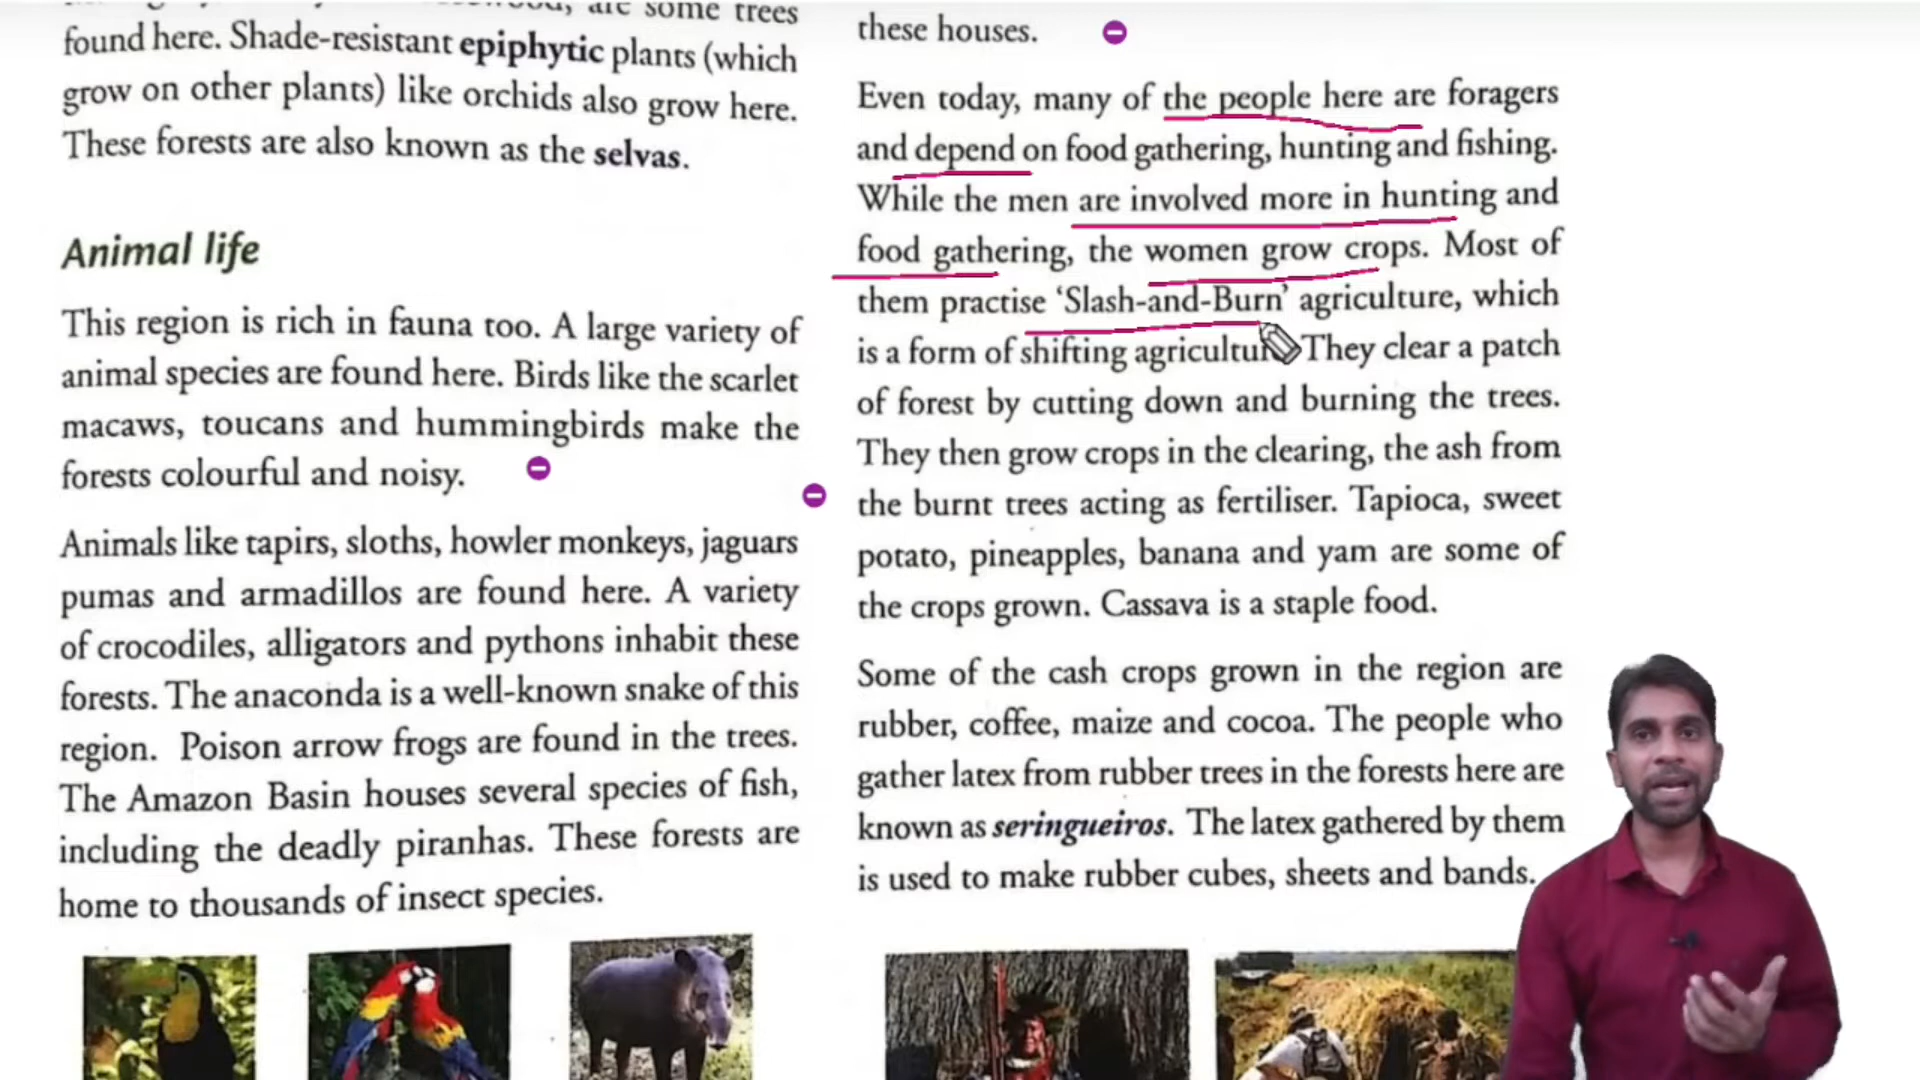 are some trees
found here. Shade-resistant epiphytic plants (which
grow on other plants) like orchids also grow here.
These forests are also known as the selvas.
Animal life
This region is rich in fauna too. A large variety of
animal species are found here. Birds like the scarlet
macaws, toucans and hummingbirds make the
forests colourful and noisy.
Animals like tapirs, sloths, howler monkeys, jaguars
pumas and armadillos are found here. A variety
of crocodiles, alligators and pythons inhabit these
forests. The anaconda is a well-known snake of this
region. Poison arrow frogs are found in the trees.
The Amazon Basin houses several species of fish,
including the deadly piranhas. These forests are
home to thousands of insect species.
these houses.
Even today, many of the people here are foragers
and depend on food gathering, hunting and fishing.
While the men are involved more in hunting and
food gathering, the women grow crops. Most of
them practise ‘Slash-and-Burn’ agriculture, which
is a form of shifting They clear a patch
of forest by cutting down and burning the trees.
They then grow crops in the clearing, the ash from
the burnt trees acting as fertiliser. Tapioca, sweet
potato, pineapples, banana and yam are some of
the crops grown. Cassava is a staple food.
Some of the cash crops grown in the region are
rubber, coffee, maize and cocoa. The people who
gather latex from rubber trees in the forests here are
known as seringueiros. The latex gathered by them
is used to make rubber cubes, sheets and bands.